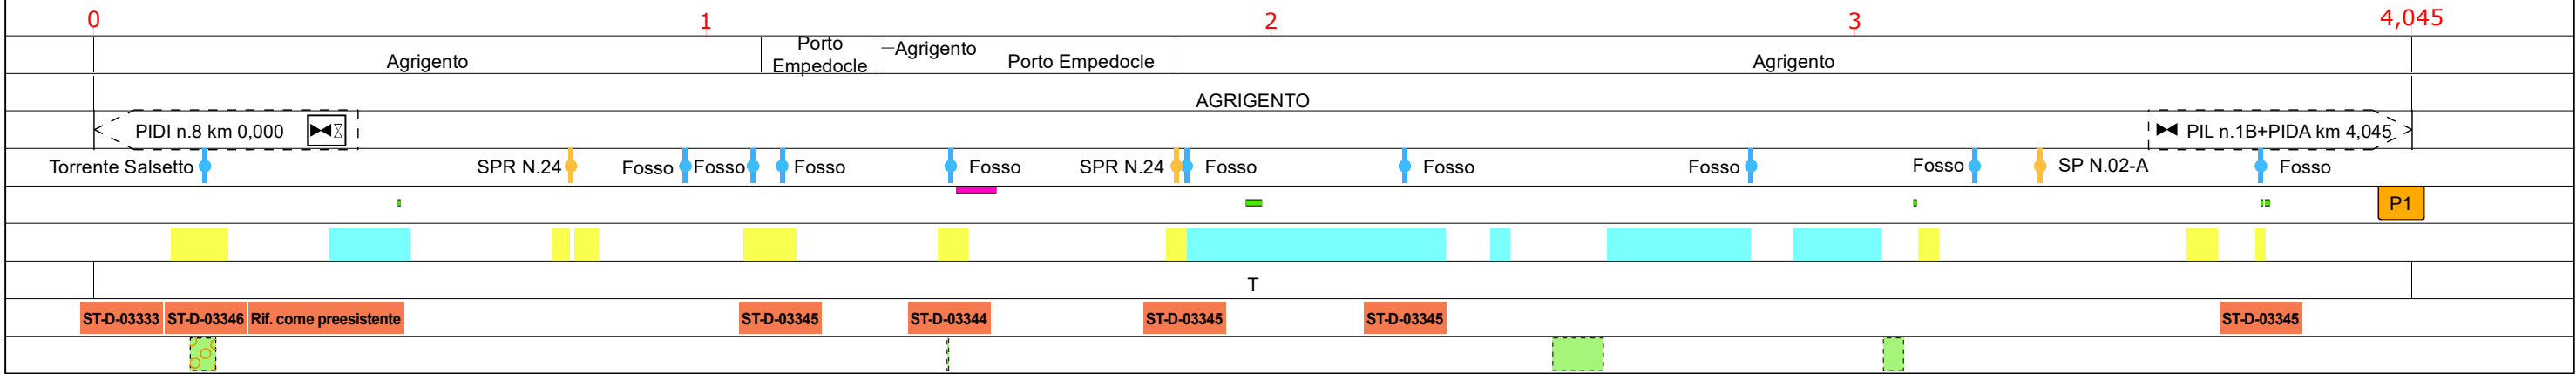 0 1 2 3 4,045
Agrigento Porto Agrigento Porto Empedocle Agrigento
Empedocle
AGRIGENTO
PIDI n.8 km 0,000 PIL n.1B+PIDA km 4,045
Torrente Salsetto SPR N.24 Fosso Fosso Fosso Fosso SPR N.24 Fosso Fosso Fosso Fosso SP N.02-A Fosso
P1
T
ST-D-03333 ST-D-03346 Rif. come preesistente ST-D-03345 ST-D-03344 ST-D-03345 ST-D-03345 ST-D-03345